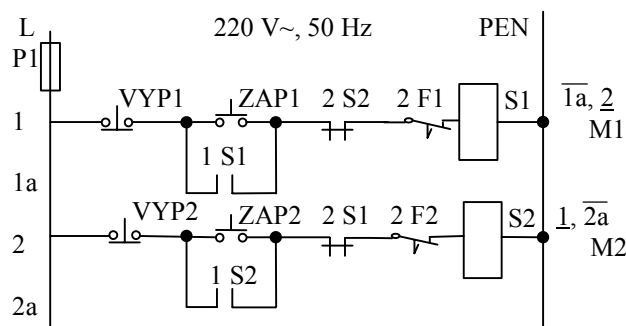 L 220 V~, 50 Hz PEN
P1
VYP1 ZAP1 2 S2 2 F1 S1 1a, 2
1 M1
1 S1
1a
VYP2 ZAP2 2 S1 2 F2 S2 1, 2a
2 M2
1 S2
2a